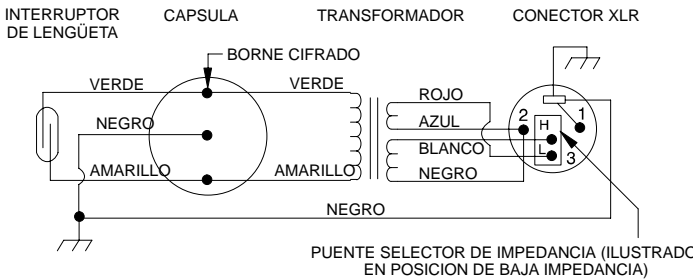 INTERRUPTOR
DE LENGÜETA
CAPSULA
TRANSFORMADOR
CONECTOR XLR
BORNE CIFRADO
VERDE
VERDE
ROJO
NEGRO
AZUL
2
H
1
BLANCO
L
3
AMARILLO
AMARILLO
NEGRO
NEGRO
PUENTE SELECTOR DE IMPEDANCIA (ILUSTRADO
EN POSICION DE BAJA IMPEDANCIA)